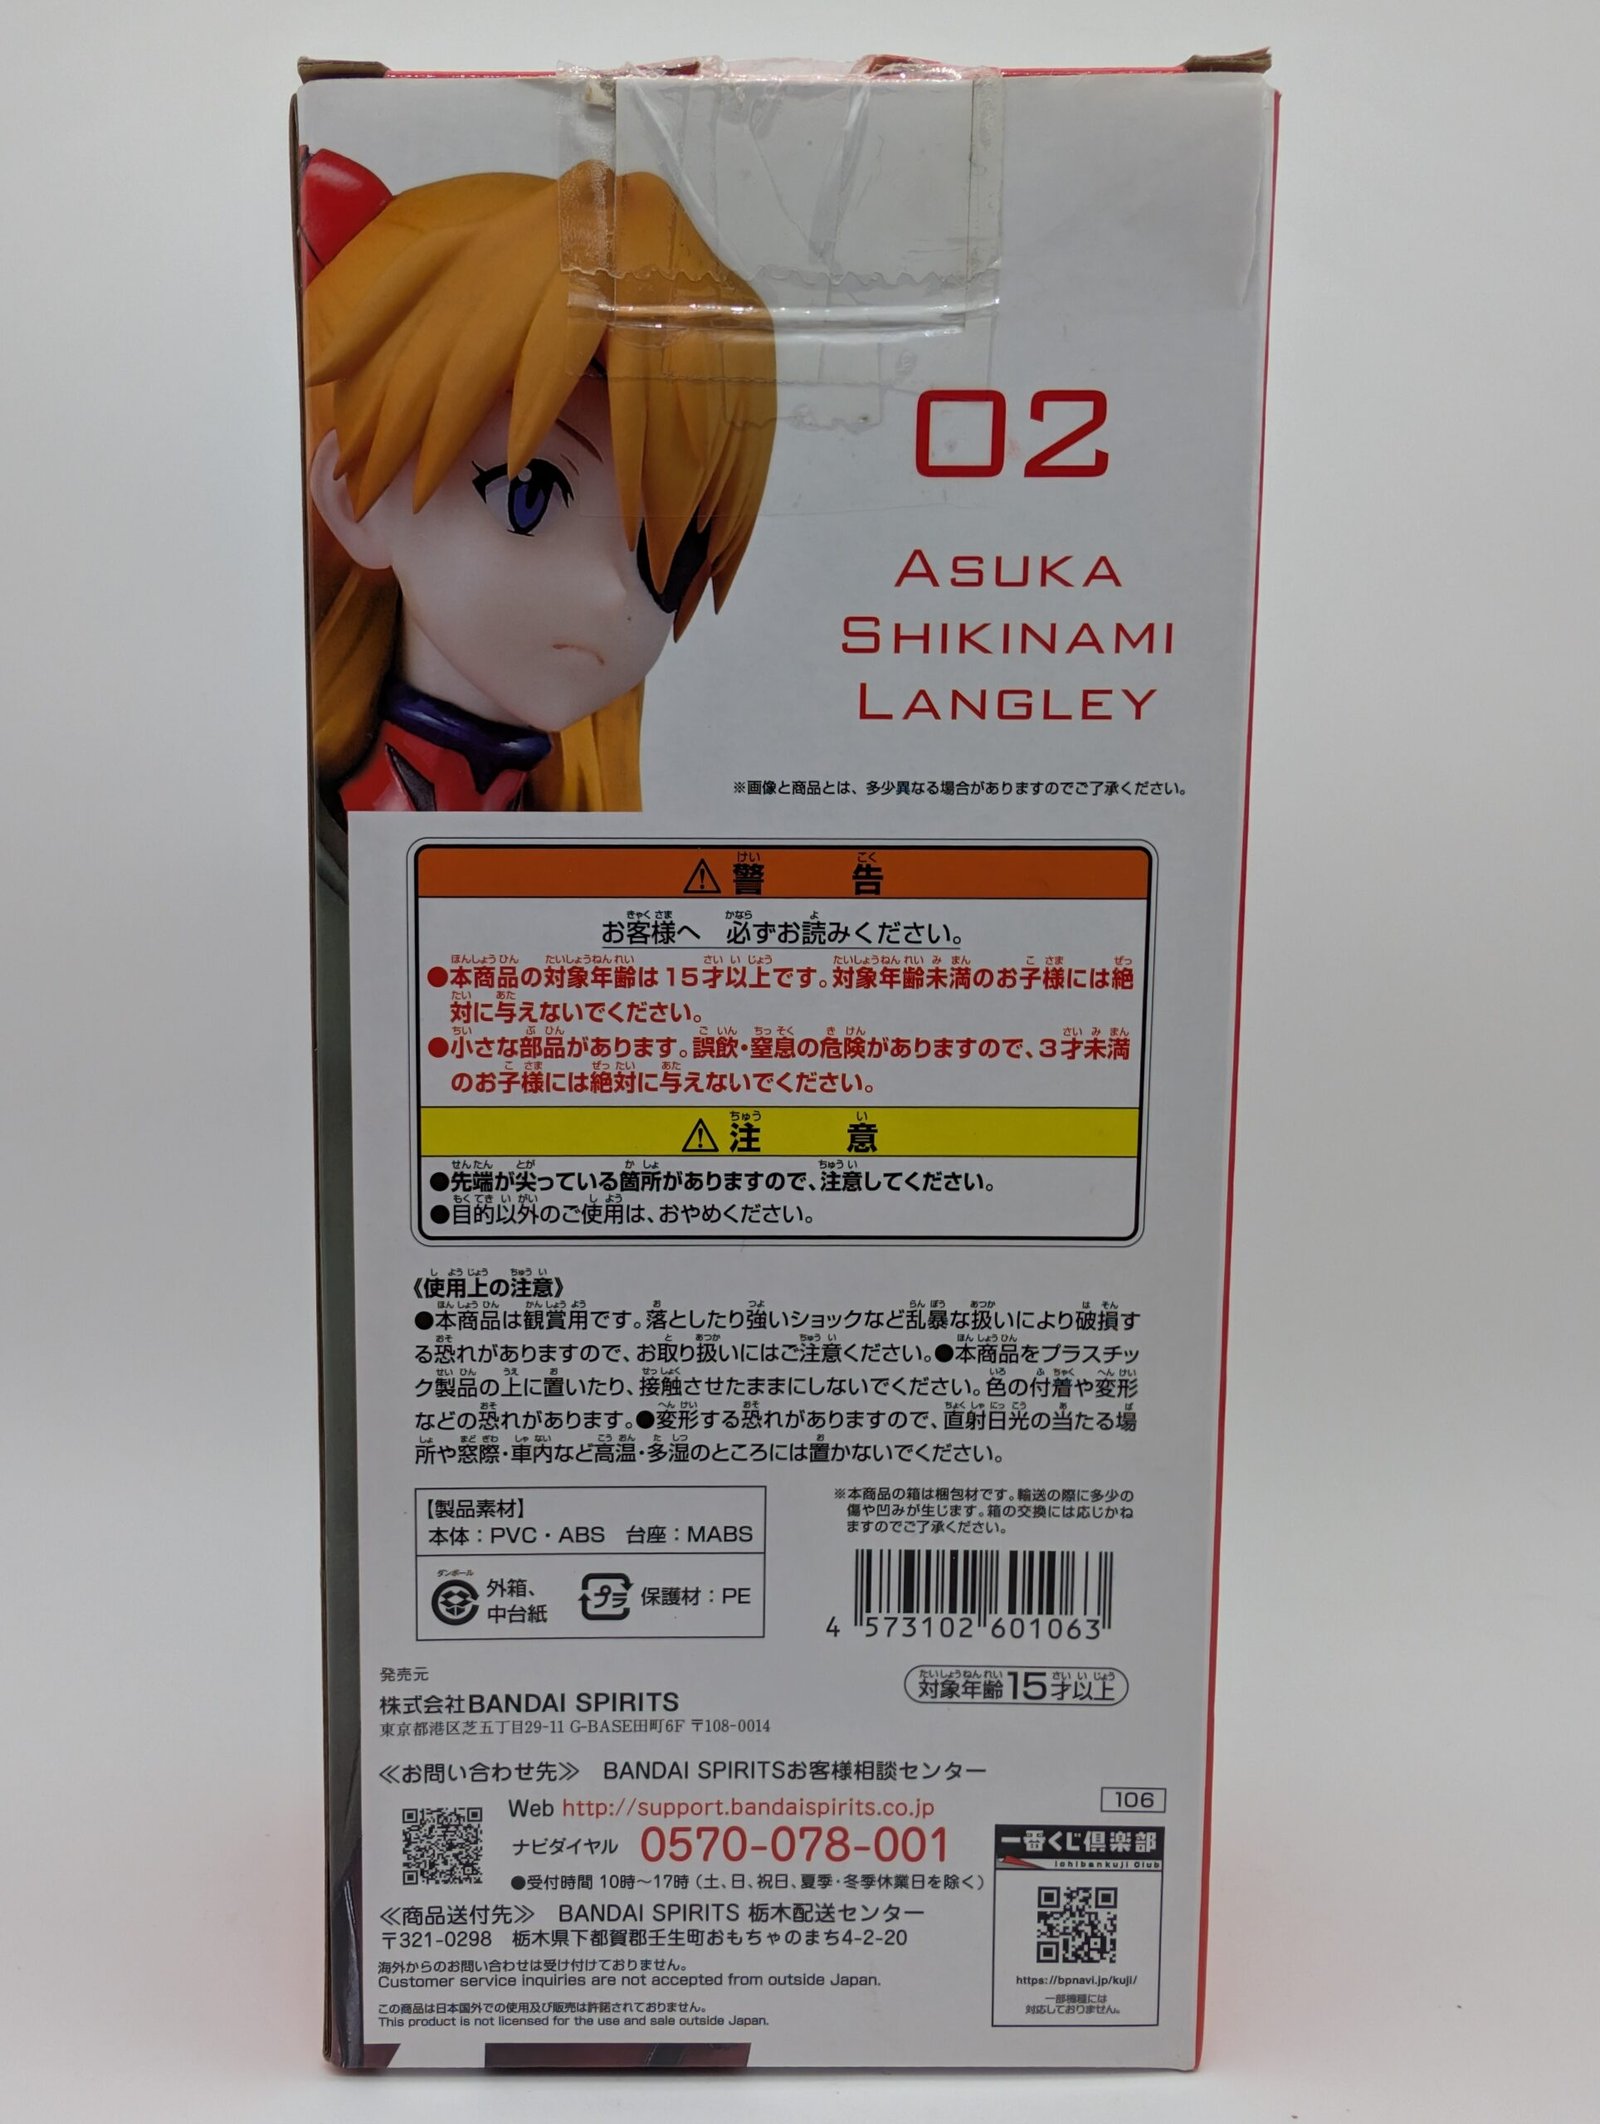 02
ASUKA
SHIKINAMI
LANGLEY
※画像と商品とは、多少異なる場合がありますのでご了承ください。
⚠警告
お客様へ 必ずお読みください。
●本商品の対象年齢は15才以上です。対象年齢未満のお子様には絶
対に与えないでください。
●小さな部品があります。誤飲・窒息の危険がありますので、3才未満
のお子様には絶対に与えないでください。
⚠注意
●先端が尖っている箇所がありますので、注意してください。
●目的以外のご使用は、おやめください。
《使用上の注意》
●本商品は観賞用です。落としたり強いショックなど乱暴な扱いにより破損す
る恐れがありますので、お取り扱いにはご注意ください。●本商品をプラスチッ
ク製品の上に置いたり、接触させたままにしないでください。色の付着や変形
などの恐れがあります。●変形する恐れがありますので、直射日光の当たる場
所や窓際・車内など高温・多湿のところには置かないでください。
【製品素材】
本体：PVC・ABS 台座：MABS
ダンボール
外箱、
中台紙
プラ
保護材：PE
※本商品の箱は梱包材です。輸送の際に多少の
傷や凹みが生じます。箱の交換には応じかね
ますのでご了承ください。
4 573102 601063
対象年齢15才以上
発売元
株式会社BANDAI SPIRITS
東京都港区芝五丁目29-11 G-BASE田町6F 〒108-0014
≪お問い合わせ先≫ BANDAI SPIRITSお客様相談センター
Web http://support.bandaispirits.co.jp
ナビダイヤル 0570-078-001
●受付時間 10時～17時（土、日、祝日、夏季・冬季休業日を除く）
≪商品送付先≫ BANDAI SPIRITS 栃木配送センター
〒321-0298 栃木県下都賀郡壬生町おもちゃのまち4-2-20
海外からのお問い合わせは受け付けておりません。
Customer service inquiries are not accepted from outside Japan.
この商品は日本国外での使用及び販売は許諾されておりません。
This product is not licensed for the use and sale outside Japan.
106
一番くじ倶楽部
Ichibankuji Club
https://bpnavi.jp/kuji/
一部機種には
対応しておりません。